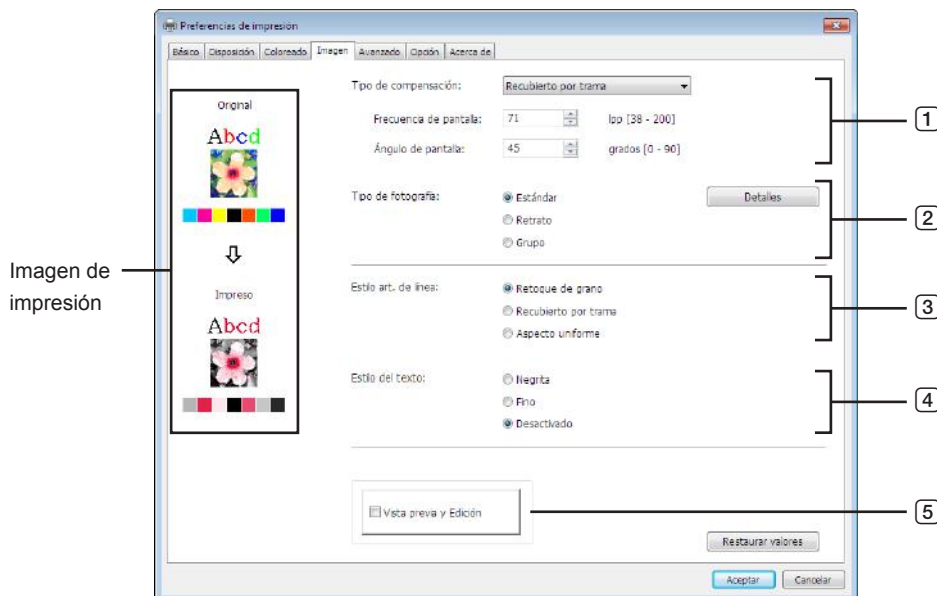 Preferencias de impresión
Básico Disposición Coloreado Imagen Avanzado Opción Acerca de
Original
Abcd
Impreso
Abcd
Imagen de
impresión
Tipo de compensación: Recubierto por trama
Frecuenca de pantalla: 71 lpp [38 - 200]
Ángulo de pantalla: 45 grados [0 - 90]
1
Tipo de fotografía: Estándar Detalles
Retrato
Grupo
2
Estilo art. de línea: Retoque de grano
Recubierto por trama
Aspecto uniforme
3
Estilo del texto: Negrita
Fino
Desactivado
4
Vista previa y Edición
5
Restaurar valores
Aceptar Cancelar